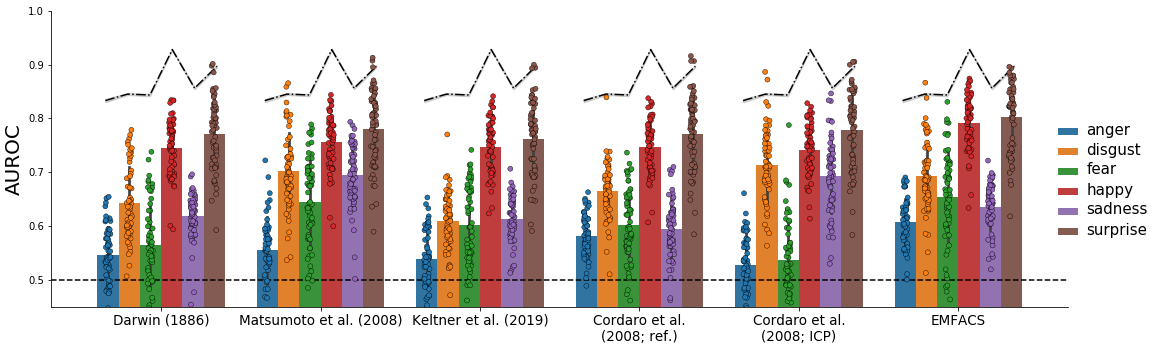 1.0
0.9
0.8
0.7
0.6
0.5
AUROC
anger
disgust
fear
happy
sadness
surprise
Darwin (1886)
Matsumoto et al. (2008)
Keltner et al. (2019)
Cordaro et al.
(2008; ref.)
Cordaro et al.
(2008; ICP)
EMFACS